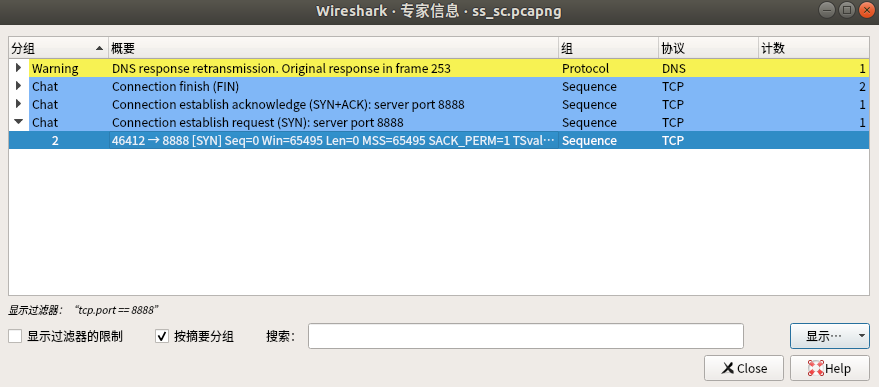 Wireshark · 专家信息 · ss_sc.pcapng
分组 概要 组 协议 计数
Warning DNS response retransmission. Original response in frame 253 Protocol DNS 1
Chat Connection finish (FIN) Sequence TCP 2
Chat Connection establish acknowledge (SYN+ACK): server port 8888 Sequence TCP 1
Chat Connection establish request (SYN): server port 8888 Sequence TCP 1
2 46412 → 8888 [SYN] Seq=0 Win=65495 Len=0 MSS=65495 SACK_PERM=1 TSval… Sequence TCP
显示过滤器： “tcp.port == 8888”
显示过滤器的限制 按摘要分组 搜索： 显示…
Close Help